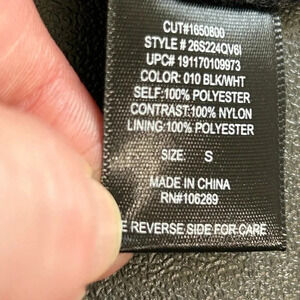 CUT#1650800
STYLE # 26S224QV6I
UPC# 191170109973
COLOR: 010 BLK/WHT
SELF:100% POLYESTER
CONTRAST:100% NYLON
LINING:100% POLYESTER
SIZE: S
MADE IN CHINA
RN#106289
E REVERSE SIDE FOR CARE